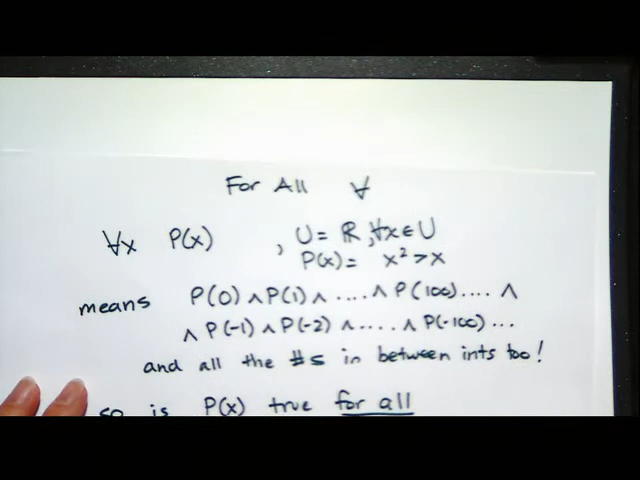 For All ∀
∀x P(x) , U = ℝ, ∀x ∈ U
P(x) = x² > x
means P(0) ∧ P(1) ∧ .... ∧ P(100) .... ∧
∧ P(-1) ∧ P(-2) ∧ .... ∧ P(-100) ...
and all the #s in between ints too!
so is P(x) true for all